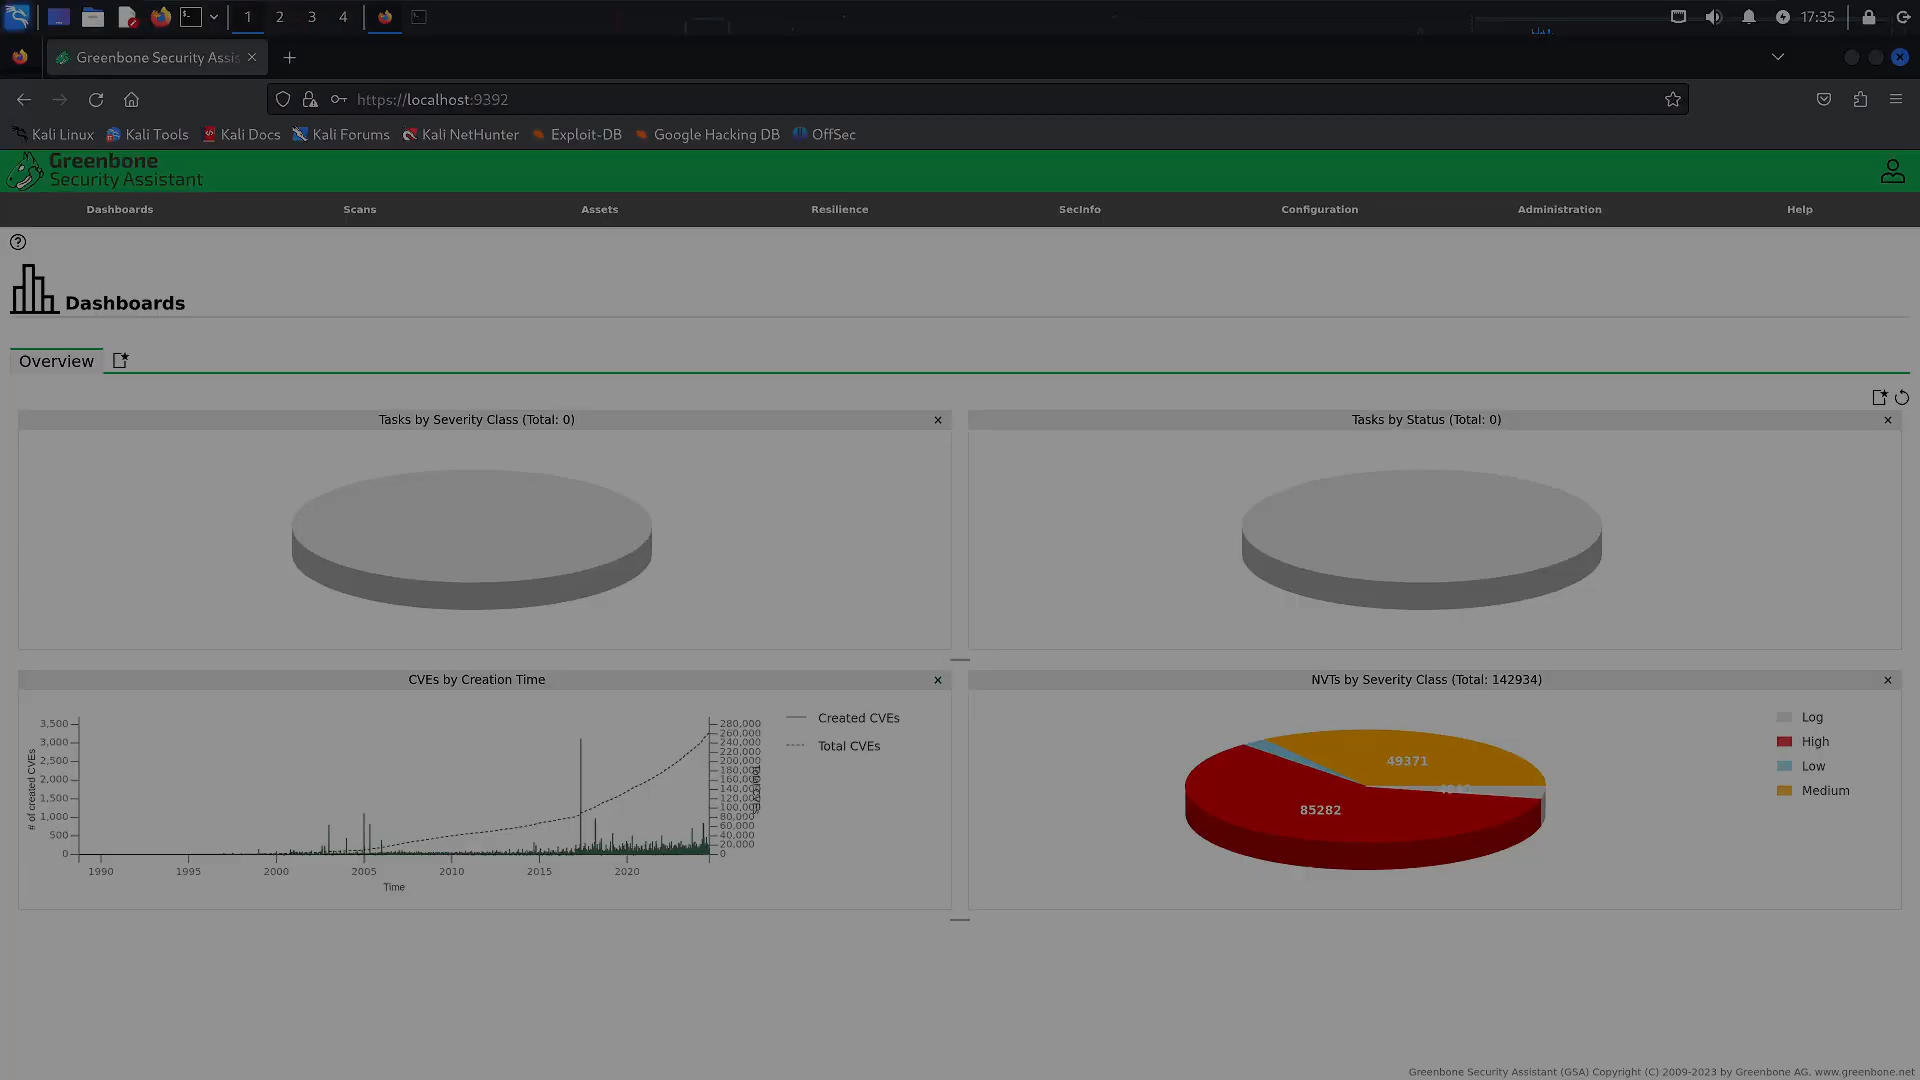 1 2 3 4 17:35
Greenbone Security Assis
https://localhost:9392
Kali Linux Kali Tools Kali Docs Kali Forums Kali NetHunter Exploit-DB Google Hacking DB OffSec
Greenbone
Security Assistant
Dashboards Scans Assets Resilience SecInfo Configuration Administration Help
Dashboards
Overview
Tasks by Severity Class (Total: 0)
Tasks by Status (Total: 0)
CVEs by Creation Time
# of created CVEs
3,500
3,000
2,500
2,000
1,500
1,000
500
0
280,000
260,000
240,000
220,000
200,000
180,000
160,000
140,000
120,000
100,000
80,000
60,000
40,000
20,000
0
1990 1995 2000 2005 2010 2015 2020
Time
Created CVEs
Total CVEs
NVTs by Severity Class (Total: 142934)
49371
85282
Log
High
Low
Medium
Greenbone Security Assistant (GSA) Copyright (C) 2009-2023 by Greenbone AG, www.greenbone.net